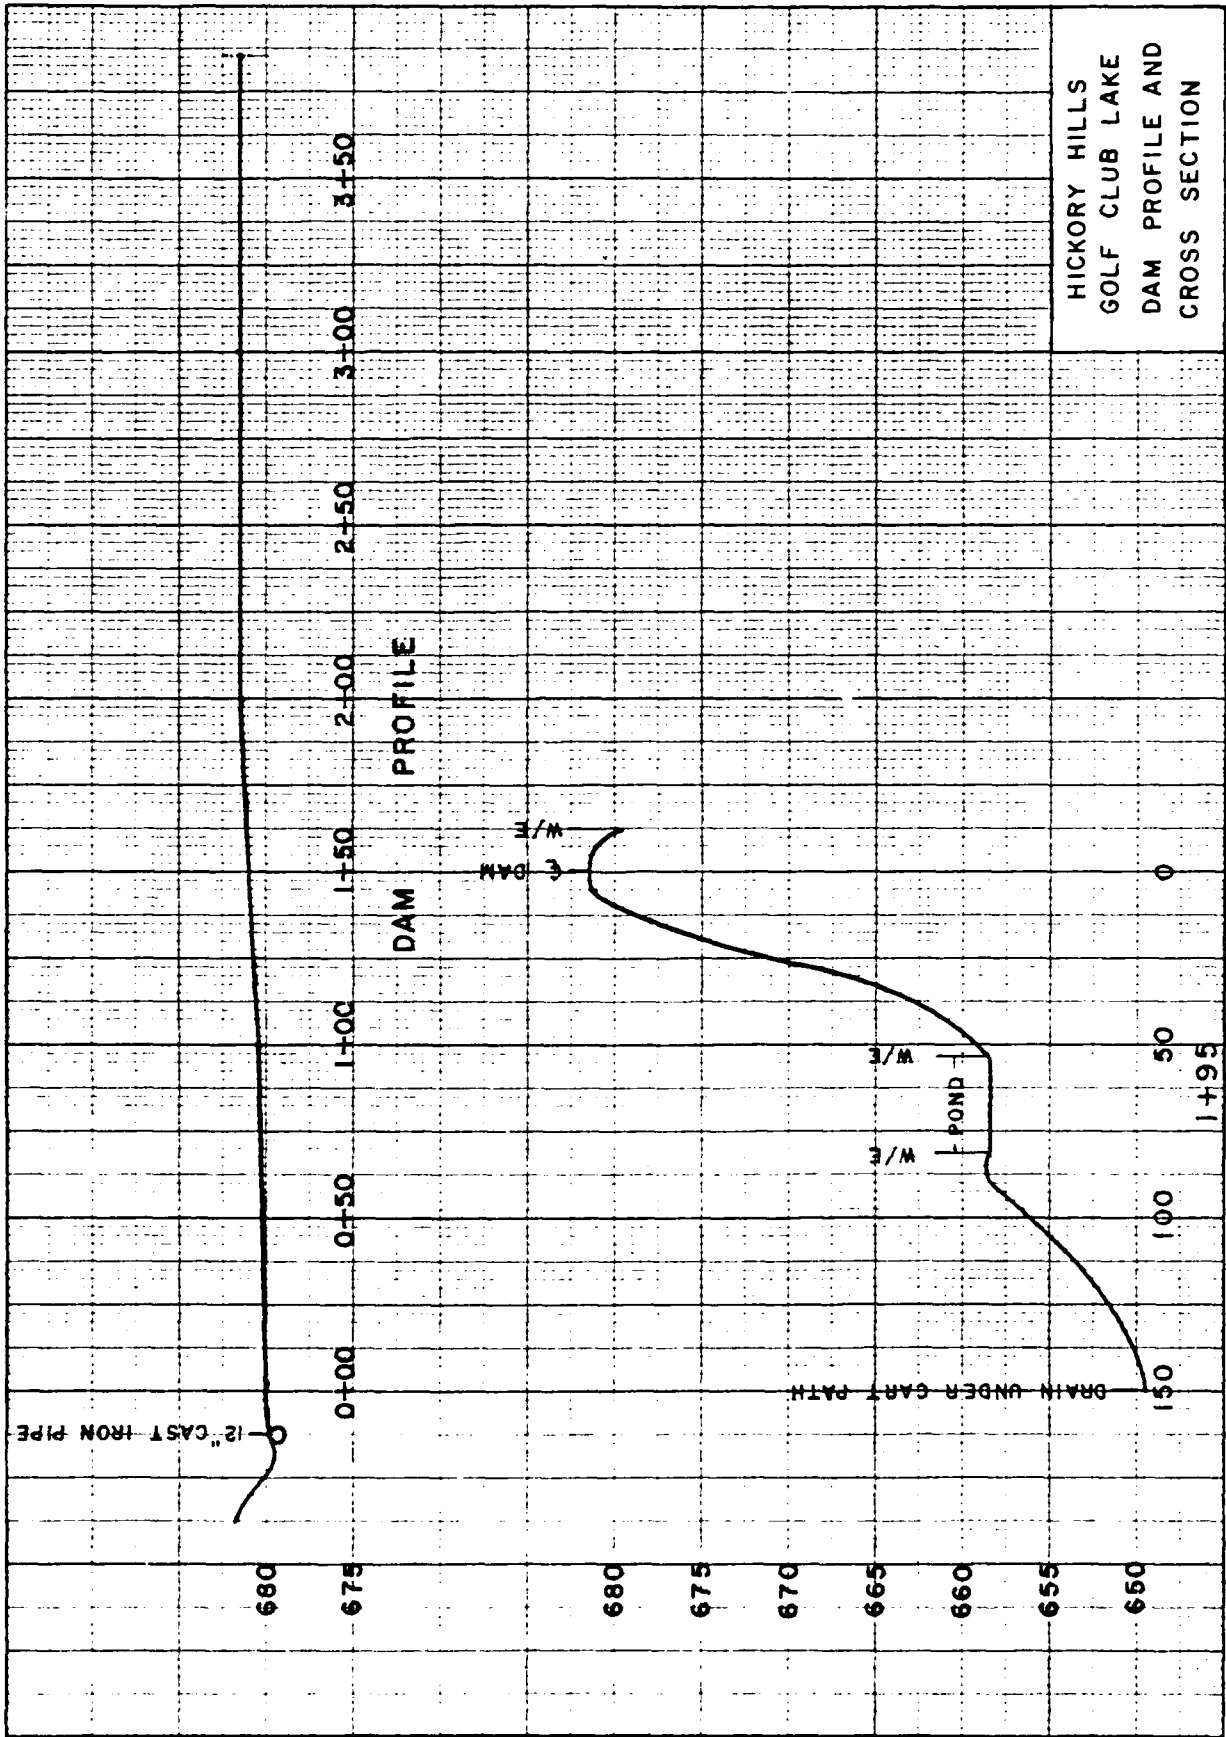 12" CAST IRON PIPE
680
675
0+00
0+50
1+00
1+50
2+00
2+50
3+00
3+50
DAM PROFILE
680
675
670
665
660
655
650
DRAIN UNDER CART PATH
W/E
POND
W/E
℄ DAM
W/E
150
100
50
0
1+95
HICKORY HILLS
GOLF CLUB LAKE
DAM PROFILE AND
CROSS SECTION